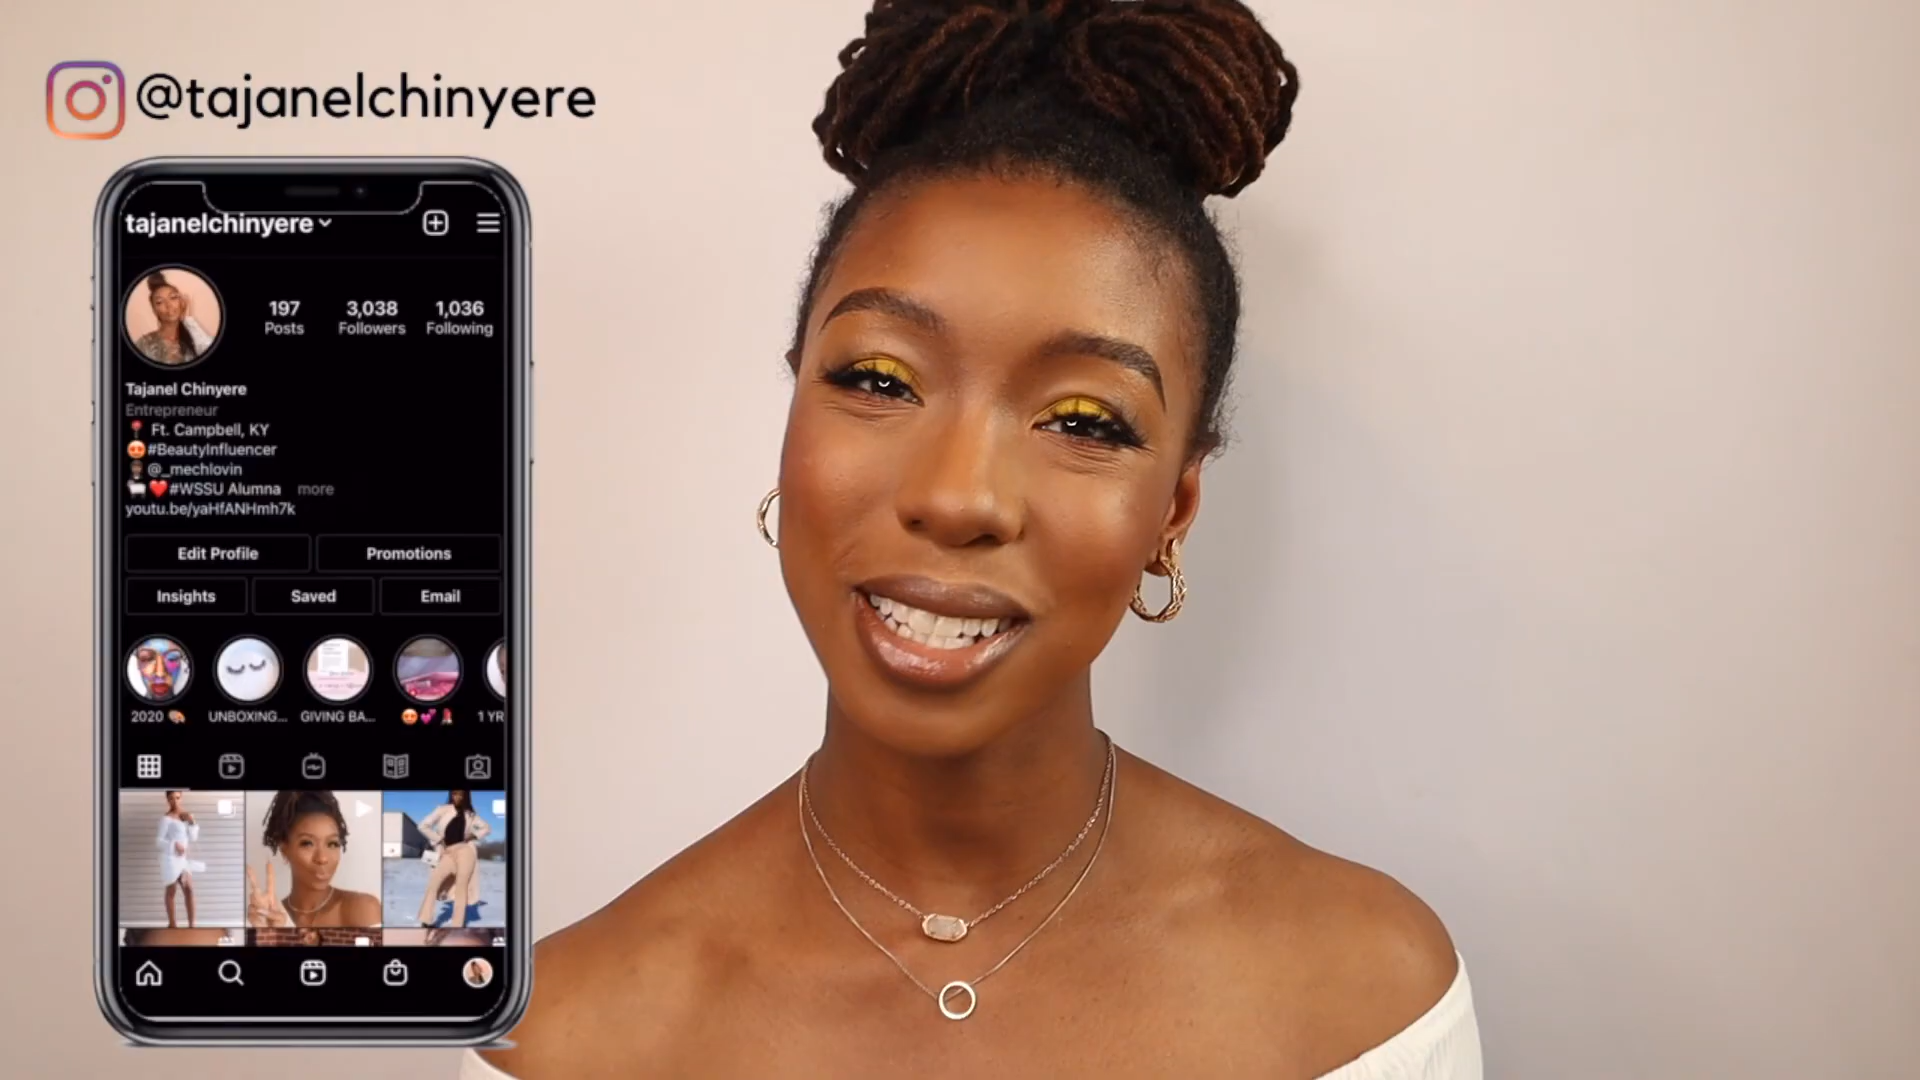 @tajanelchinyere
tajanelchinyere
197
3,038
1,036
Posts
Followers
Following
Tajanel Chinyere
Entrepreneur
Ft. Campbell, KY
#BeautyInfluencer
@_mechlovin
#WSSU Alumna more
youtu.be/yaHfANHmh7k
Edit Profile
Promotions
Insights
Saved
Email
2020
UNBOXING...
GIVING BA...
1 YR